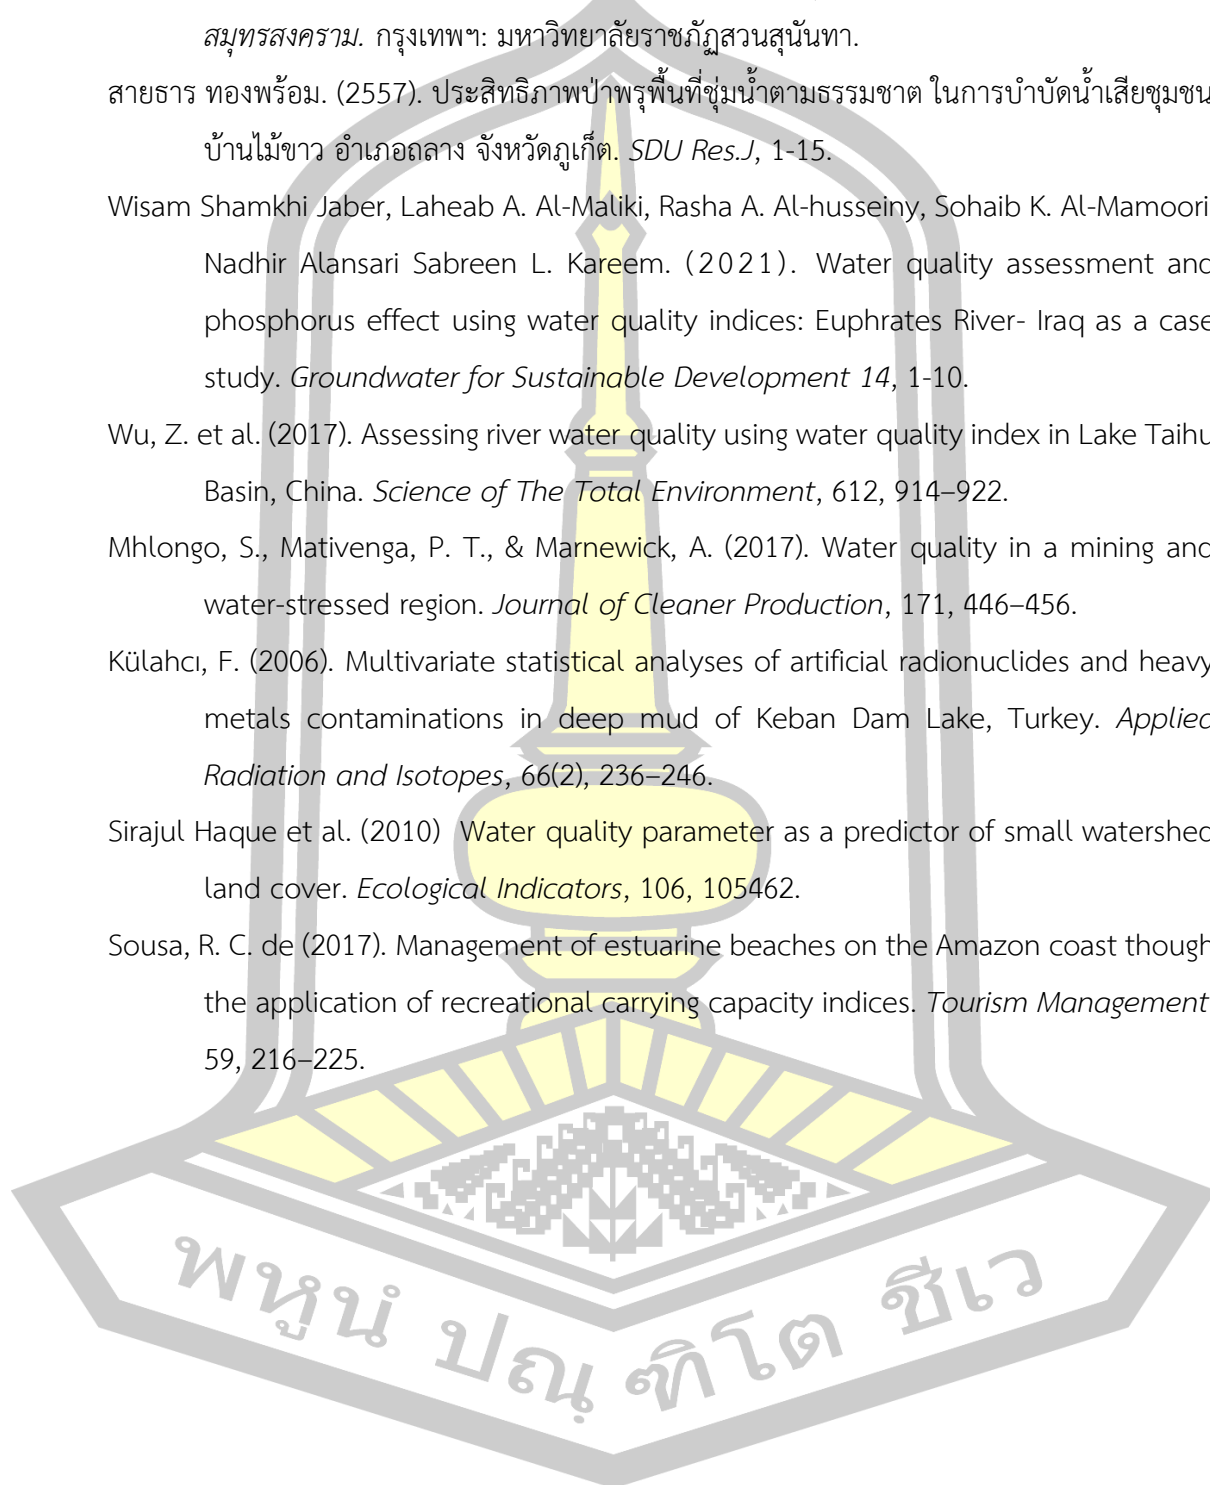 สมุทรสงคราม. กรุงเทพฯ: มหาวิทยาลัยราชภัฏสวนสุนันทา.
สายธาร ทองพร้อม. (2557). ประสิทธิภาพป่าพรุพื้นที่ชุ่มน้ำตามธรรมชาติ ในการบำบัดน้ำเสียชุมชน
บ้านไม้ขาว อำเภอถลาง จังหวัดภูเก็ต. SDU Res.J, 1-15.
Wisam Shamkhi Jaber, Laheab A. Al-Maliki, Rasha A. Al-husseiny, Sohaib K. Al-Mamoori
Nadhir Alansari Sabreen L. Kareem. (2021). Water quality assessment and
phosphorus effect using water quality indices: Euphrates River- Iraq as a case
study. Groundwater for Sustainable Development 14, 1-10.
Wu, Z. et al. (2017). Assessing river water quality using water quality index in Lake Taihu
Basin, China. Science of The Total Environment, 612, 914–922.
Mhlongo, S., Mativenga, P. T., & Marnewick, A. (2017). Water quality in a mining and
water-stressed region. Journal of Cleaner Production, 171, 446–456.
Külahcı, F. (2006). Multivariate statistical analyses of artificial radionuclides and heavy
metals contaminations in deep mud of Keban Dam Lake, Turkey. Applied
Radiation and Isotopes, 66(2), 236–246.
Sirajul Haque et al. (2010) Water quality parameter as a predictor of small watershed
land cover. Ecological Indicators, 106, 105462.
Sousa, R. C. de (2017). Management of estuarine beaches on the Amazon coast though
the application of recreational carrying capacity indices. Tourism Management
59, 216–225.
พหูนํ ปณฺฑิโต ชีเว